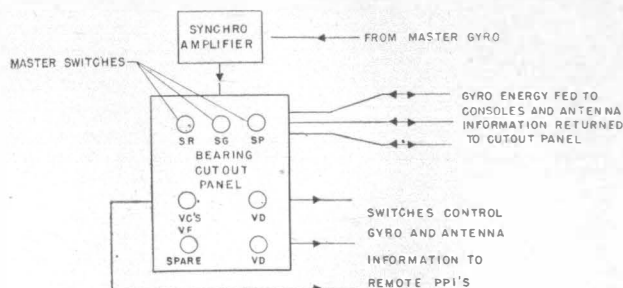 SYNCHRO
AMPLIFIER
FROM MASTER GYRO
MASTER SWITCHES
GYRO ENERGY FED TO
CONSOLES AND ANTENNA
INFORMATION RETURNED
TO CUTOUT PANEL
SR SG SP
BEARING
CUTOUT
PANEL
VC'S
VF
VD
SWITCHES CONTROL
GYRO AND ANTENNA
INFORMATION TO
REMOTE PPI'S
SPARE VD